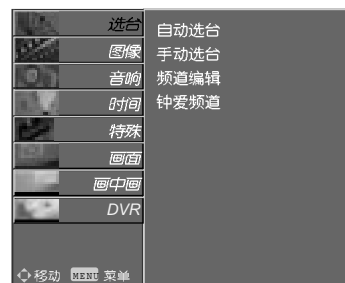 选台
图像
音响
时间
特殊
画面
画中画
DVR
移动 MENU 菜单
自动选台
手动选台
频道编辑
钟爱频道